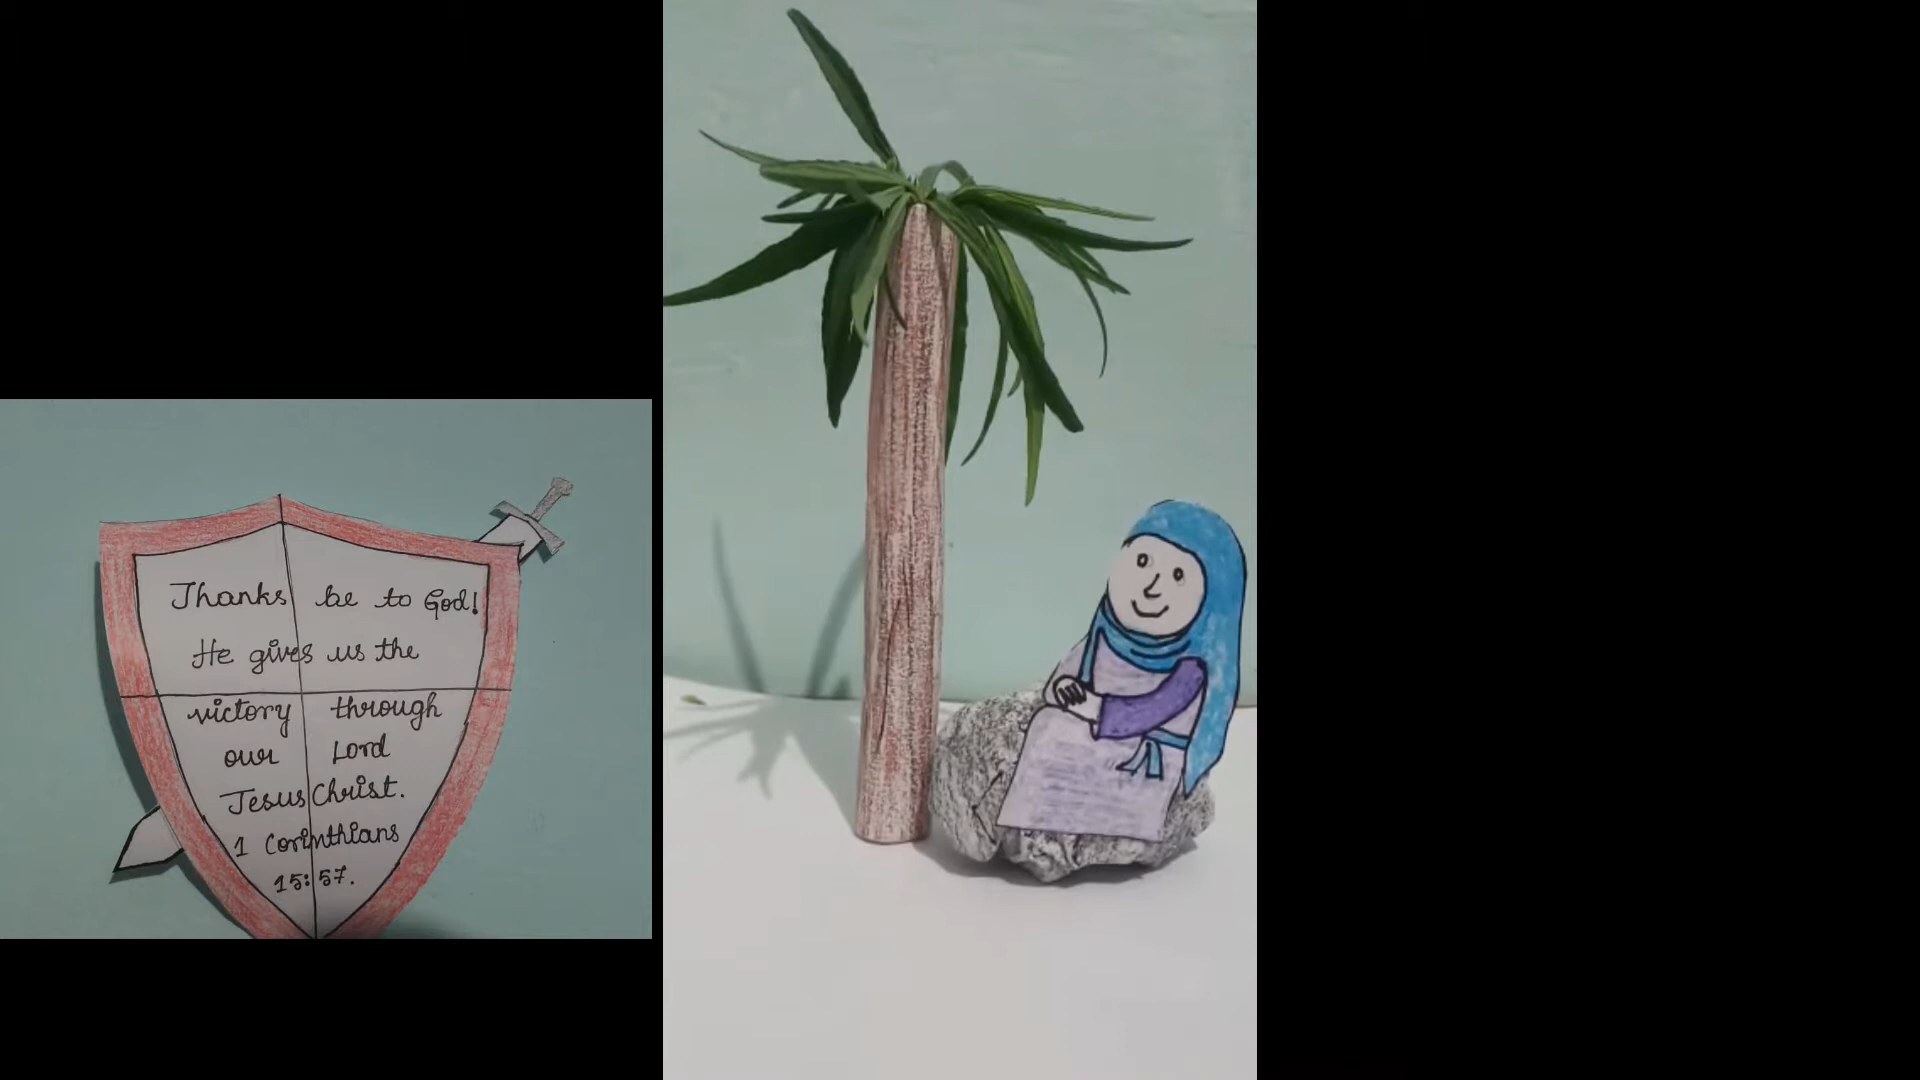 Thanks be to God!
He gives us the
victory through
our Lord
Jesus Christ.
1 Corinthians
15:57.